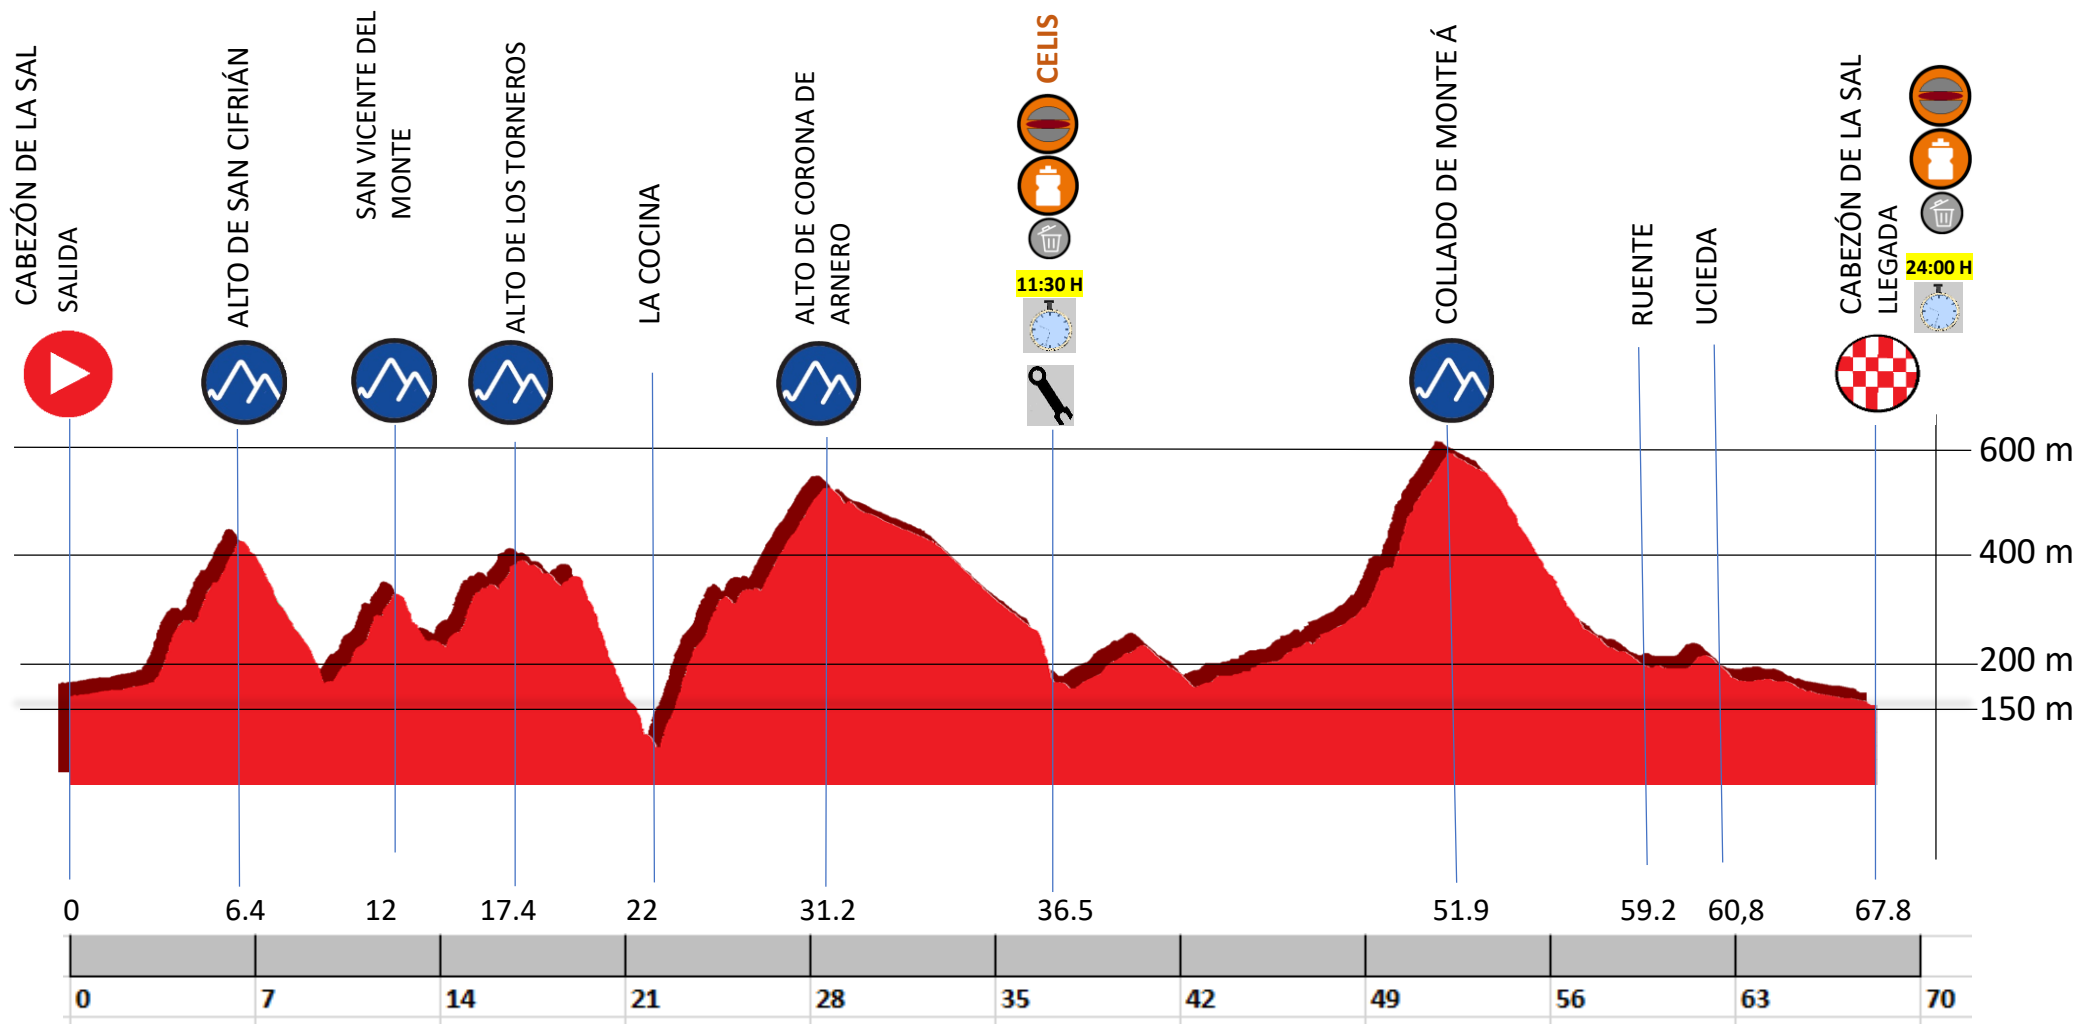 CABEZÓN DE LA SAL
SALIDA
ALTO DE SAN CIFRIÁN
SAN VICENTE DEL
MONTE
ALTO DE LOS TORNEROS
LA COCINA
ALTO DE CORONA DE
ARNERO
CELIS
11:30 H
COLLADO DE MONTE Á
RUENTE
UCIEDA
CABEZÓN DE LA SAL
LLEGADA
24:00 H
600 m
400 m
200 m
150 m
0 6.4 12 17.4 22 31.2 36.5 51.9 59.2 60,8 67.8
0 7 14 21 28 35 42 49 56 63 70